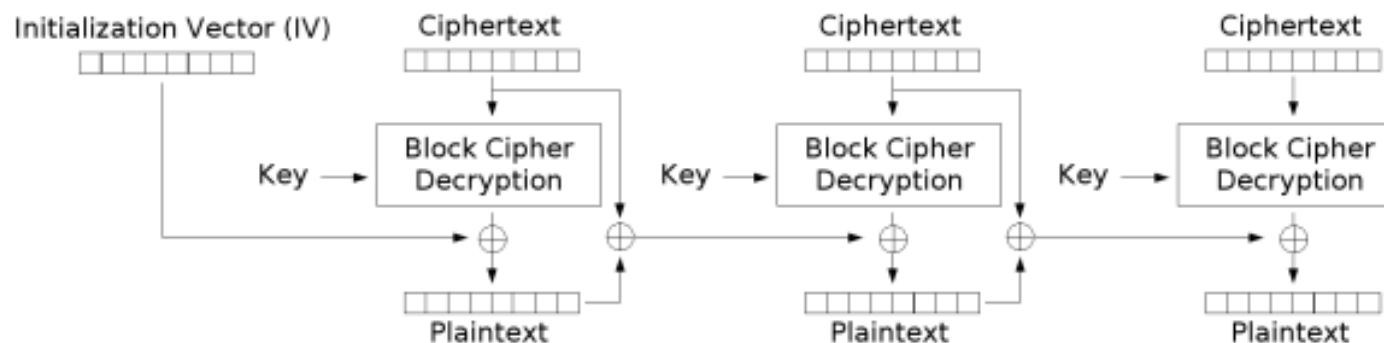 Initialization Vector (IV)
Ciphertext
Ciphertext
Ciphertext
Key
Block Cipher
Decryption
Key
Block Cipher
Decryption
Key
Block Cipher
Decryption
Plaintext
Plaintext
Plaintext